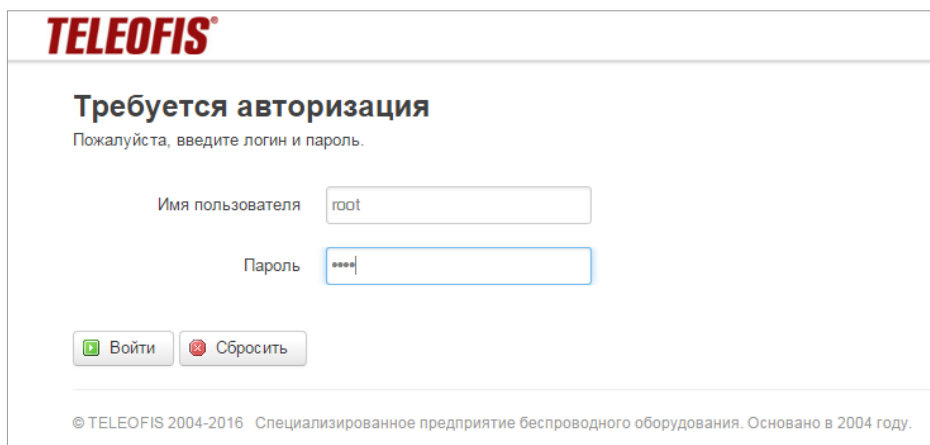 TELEOFIS®
Требуется авторизация
Пожалуйста, введите логин и пароль.
Имя пользователя root
Пароль ••••
Войти Сбросить
© TELEOFIS 2004-2016 Специализированное предприятие беспроводного оборудования. Основано в 2004 году.